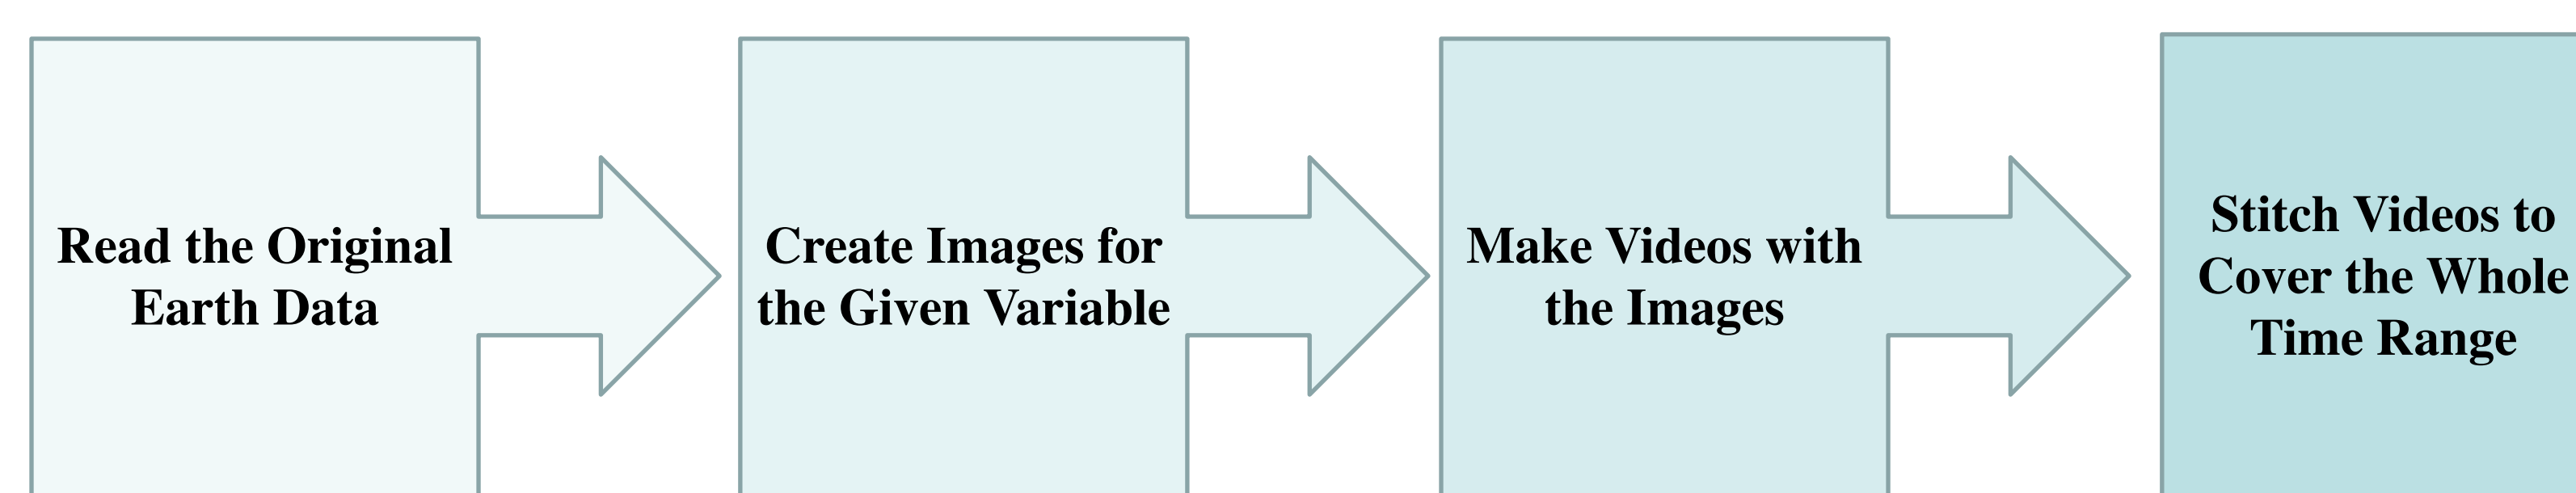 Read the Original
Earth Data
Create Images for
the Given Variable
Make Videos with
the Images
Stitch Videos to
Cover the Whole
Time Range